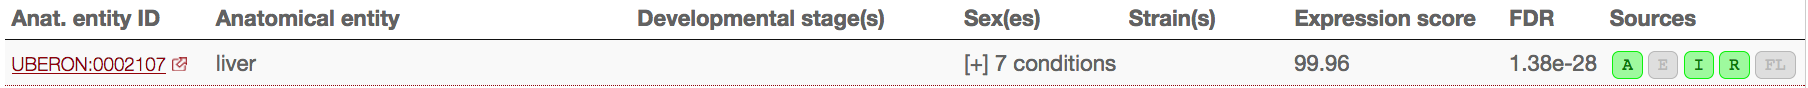 Anat. entity ID Anatomical entity Developmental stage(s) Sex(es) Strain(s) Expression score FDR Sources
UBERON:0002107 liver [+] 7 conditions 99.96 1.38e-28 A E I R FL